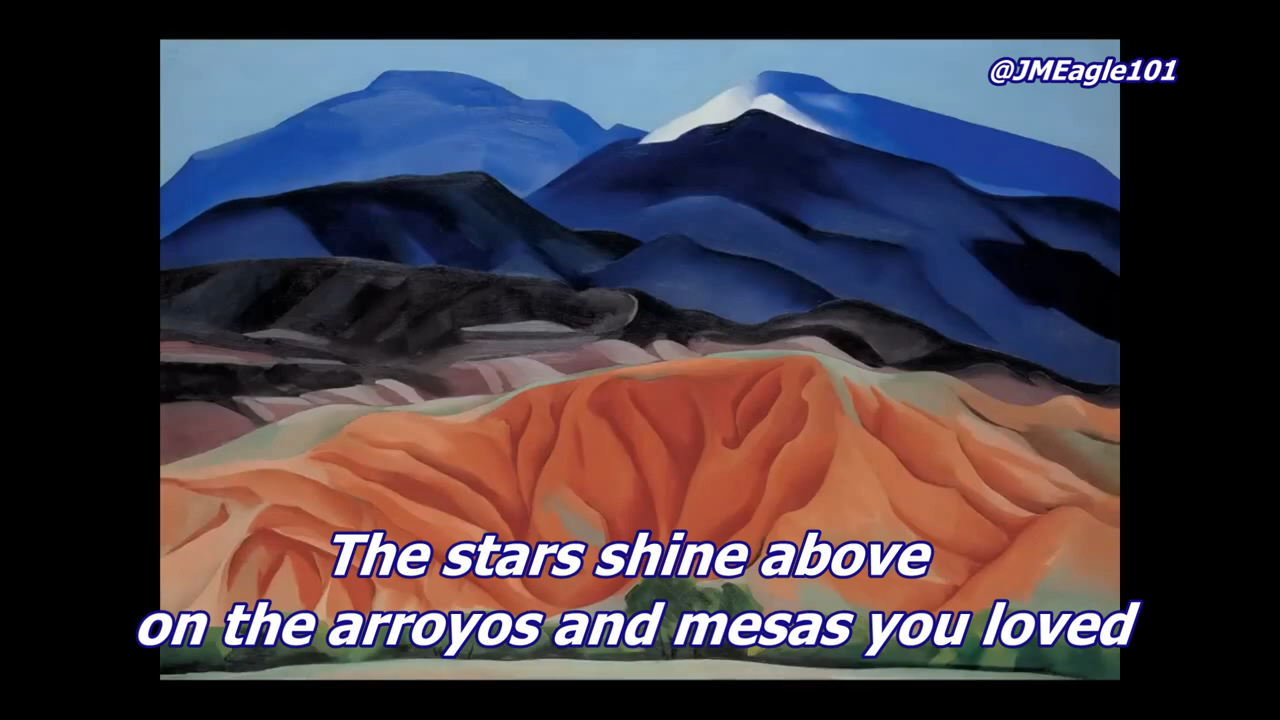 @JMEagle101
The stars shine above
on the arroyos and mesas you loved